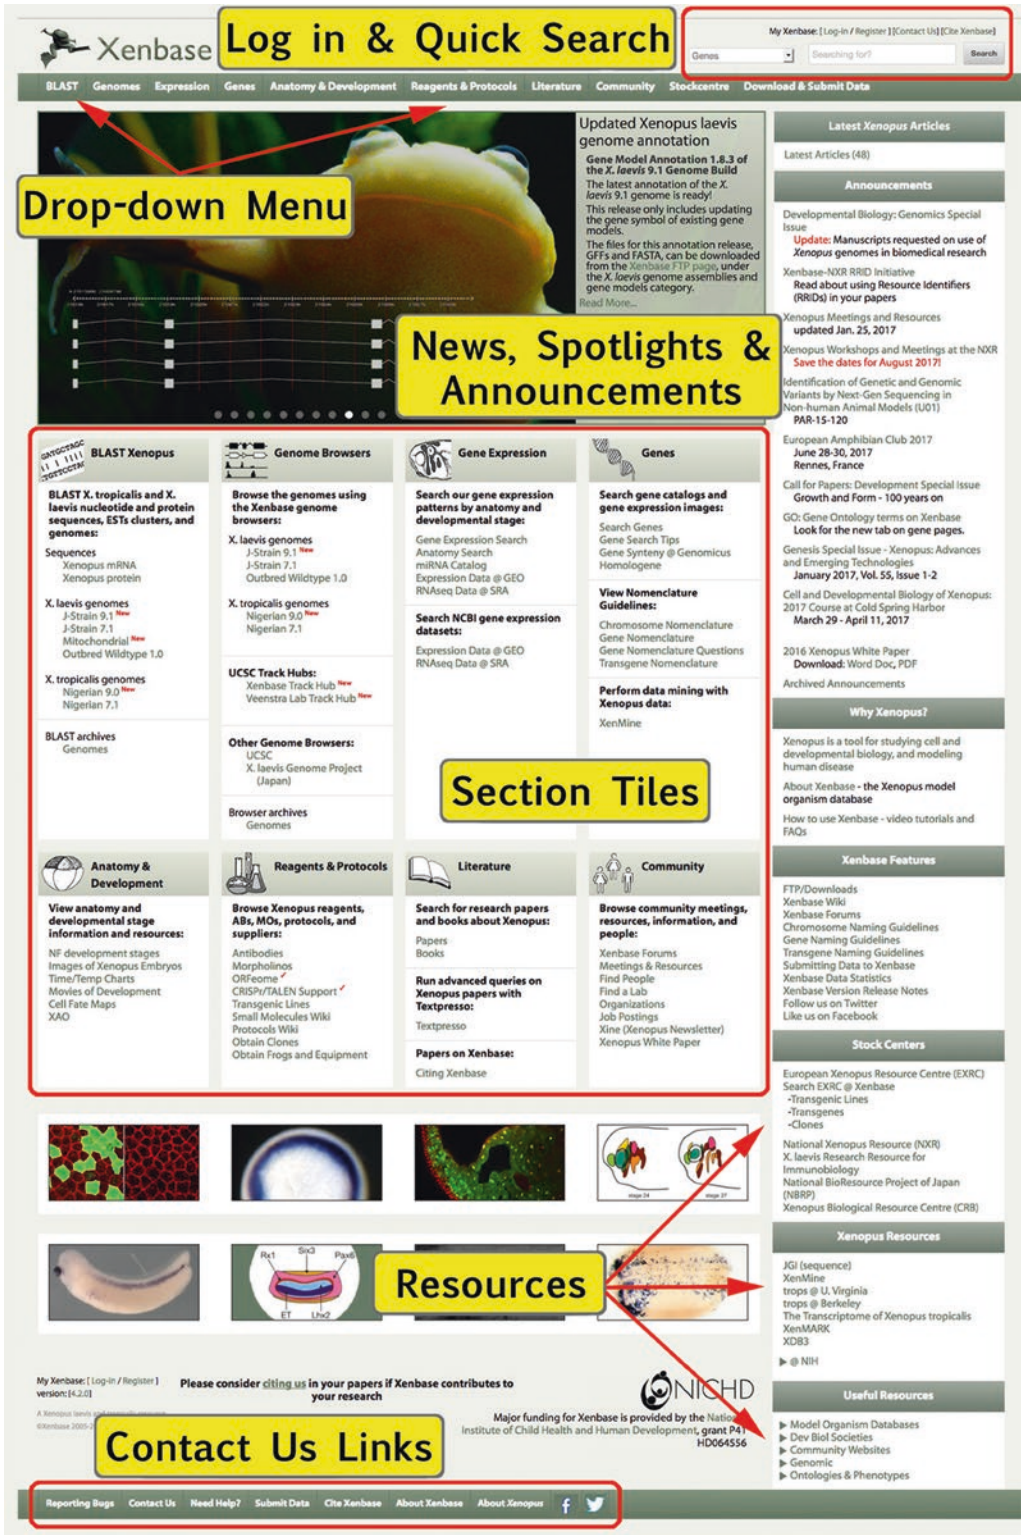 Xenbase
Log in & Quick Search
My Xenbase: [ Log-in / Register ] [Contact Us] [Cite Xenbase]
Genes
Searching for?
Search
BLAST Genomes Expression Genes Anatomy & Development Reagents & Protocols Literature Community Stockcentre Download & Submit Data
Drop-down Menu
Updated Xenopus laevis
genome annotation
Gene Model Annotation 1.8.3 of
the X. laevis 9.1 Genome Build
The latest annotation of the X.
laevis 9.1 genome is ready!
This release only includes updating
the gene symbol of existing gene
models.
The files for this annotation release,
GFFs and FASTA, can be downloaded
from the Xenbase FTP page, under
the X. laevis genome assemblies and
gene models category.
Read More...
News, Spotlights &
Announcements
BLAST Xenopus
GATGCTAGC
BLAST X. tropicalis and X.
laevis nucleotide and protein
sequences, ESTs clusters, and
genomes:
Sequences
Xenopus mRNA
Xenopus protein
X. laevis genomes
J-Strain 9.1 New
J-Strain 7.1
Mitochondrial New
Outbred Wildtype 1.0
X. tropicalis genomes
Nigerian 9.0 New
Nigerian 7.1
BLAST archives
Genomes
Genome Browsers
Browse the genomes using
the Xenbase genome
browsers:
X. laevis genomes
J-Strain 9.1 New
J-Strain 7.1
Outbred Wildtype 1.0
X. tropicalis genomes
Nigerian 9.0 New
Nigerian 7.1
UCSC Track Hubs:
Xenbase Track Hub New
Veenstra Lab Track Hub New
Other Genome Browsers:
UCSC
X. laevis Genome Project
(Japan)
Browser archives
Genomes
Gene Expression
Search our gene expression
patterns by anatomy and
developmental stage:
Gene Expression Search
Anatomy Search
miRNA Catalog
Expression Data @ GEO
RNAseq Data @ SRA
Search NCBI gene expression
datasets:
Expression Data @ GEO
RNAseq Data @ SRA
Genes
Search gene catalogs and
gene expression images:
Search Genes
Gene Search Tips
Gene Synteny @ Genomicus
Homologene
View Nomenclature
Guidelines:
Chromosome Nomenclature
Gene Nomenclature
Gene Nomenclature Questions
Transgene Nomenclature
Perform data mining with
Xenopus data:
XenMine
Section Tiles
Anatomy &
Development
View anatomy and
developmental stage
information and resources:
NF development stages
Images of Xenopus Embryos
Time/Temp Charts
Movies of Development
Cell Fate Maps
XAO
Reagents & Protocols
Browse Xenopus reagents,
ABs, MOs, protocols, and
suppliers:
Antibodies
Morpholinos
ORFeome ✓
CRISPr/TALEN Support ✓
Transgenic Lines
Small Molecules Wiki
Protocols Wiki
Obtain Clones
Obtain Frogs and Equipment
Literature
Search for research papers
and books about Xenopus:
Papers
Books
Run advanced queries on
Xenopus papers with
Textpresso:
Textpresso
Papers on Xenbase:
Citing Xenbase
Community
Browse community meetings,
resources, information, and
people:
Xenbase Forums
Meetings & Resources
Find People
Find a Lab
Organizations
Job Postings
Xine (Xenopus Newsletter)
Xenopus White Paper
stage 24 stage 27
Rx1 Six3 Pax6
ET Lhx2
Resources
Latest Xenopus Articles
Latest Articles (48)
Announcements
Developmental Biology: Genomics Special
Issue
Update: Manuscripts requested on use of
Xenopus genomes in biomedical research
Xenbase-NXR RRID Initiative
Read about using Resource Identifiers
(RRIDs) in your papers
Xenopus Meetings and Resources
updated Jan. 25, 2017
Xenopus Workshops and Meetings at the NXR
Save the dates for August 2017!
Identification of Genetic and Genomic
Variants by Next-Gen Sequencing in
Non-human Animal Models (U01)
PAR-15-120
European Amphibian Club 2017
June 28-30, 2017
Rennes, France
Call for Papers: Development Special Issue
Growth and Form - 100 years on
GO: Gene Ontology terms on Xenbase
Look for the new tab on gene pages.
Genesis Special Issue - Xenopus: Advances
and Emerging Technologies
January 2017, Vol. 55, Issue 1-2
Cell and Developmental Biology of Xenopus:
2017 Course at Cold Spring Harbor
March 29 - April 11, 2017
2016 Xenopus White Paper
Download: Word Doc, PDF
Archived Announcements
Why Xenopus?
Xenopus is a tool for studying cell and
developmental biology, and modeling
human disease
About Xenbase - the Xenopus model
organism database
How to use Xenbase - video tutorials and
FAQs
Xenbase Features
FTP/Downloads
Xenbase Wiki
Xenbase Forums
Chromosome Naming Guidelines
Gene Naming Guidelines
Transgene Naming Guidelines
Submitting Data to Xenbase
Xenbase Data Statistics
Xenbase Version Release Notes
Follow us on Twitter
Like us on Facebook
Stock Centers
European Xenopus Resource Centre (EXRC)
Search EXRC @ Xenbase
-Transgenic Lines
-Transgenes
-Clones
National Xenopus Resource (NXR)
X. laevis Research Resource for
Immunobiology
National BioResource Project of Japan
(NBRP)
Xenopus Biological Resource Centre (CRB)
Xenopus Resources
JGI (sequence)
XenMine
trops @ U. Virginia
trops @ Berkeley
The Transcriptome of Xenopus tropicalis
XenMARK
XDB3
@ NIH
Useful Resources
Model Organism Databases
Dev Biol Societies
Community Websites
Genomic
Ontologies & Phenotypes
My Xenbase: [ Log-in / Register ]
version: [4.2.0]
Please consider citing us in your papers if Xenbase contributes to
your research
NICHD
Major funding for Xenbase is provided by the
Institute of Child Health and Human Development, grant P41
HD064556
Contact Us Links
Reporting Bugs Contact Us Need Help? Submit Data Cite Xenbase About Xenbase About Xenopus